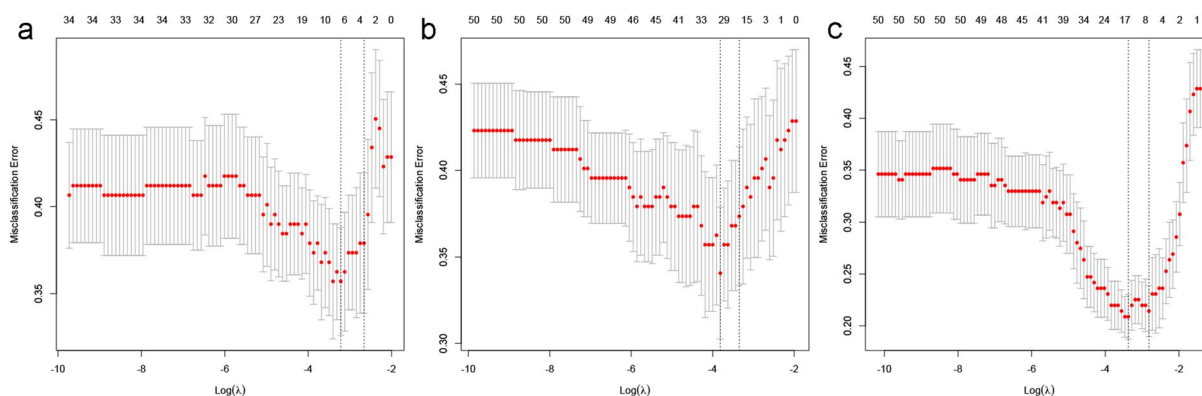 a
34 34 33 34 33 32 30 27 19 10 6 4 2 0
Misclassification Error
0.45
0.40
0.35
-10 -8 -6 -4 -2
Log(λ)
b
50 50 50 50 49 49 46 45 41 33 29 15 3 1 0
Misclassification Error
0.45
0.40
0.35
0.30
-10 -8 -6 -4 -2
Log(λ)
c
50 50 50 50 50 49 48 45 41 39 34 24 17 8 4 2 1
Misclassification Error
0.45
0.40
0.35
0.30
0.25
0.20
-10 -8 -6 -4 -2
Log(λ)